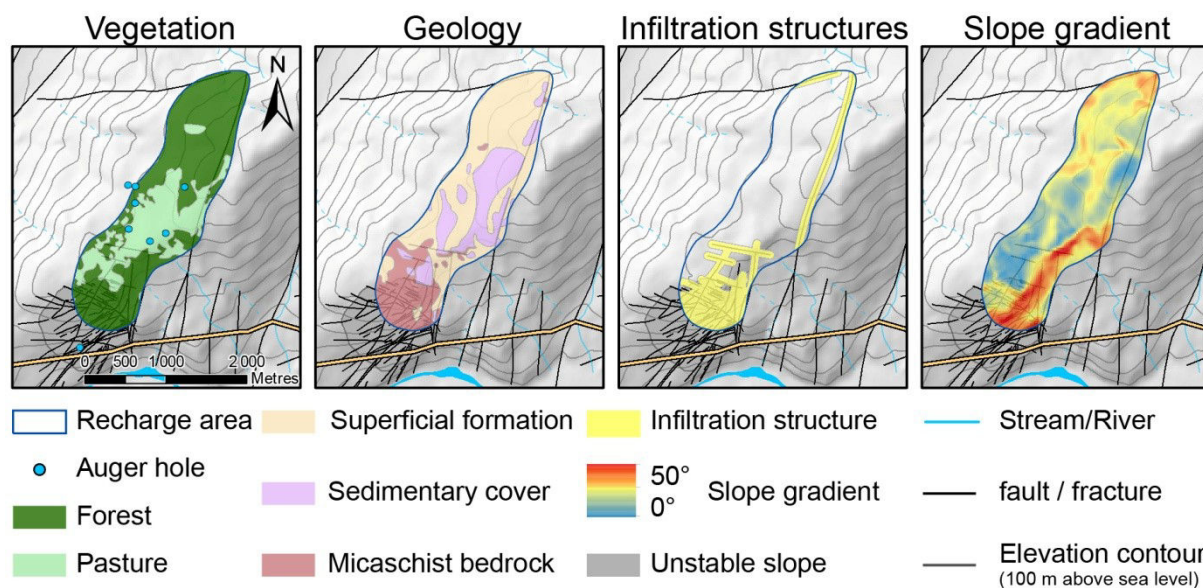 Vegetation
Geology
Infiltration structures
Slope gradient
N
0 500 1 000 2 000
Metres
Recharge area
Superficial formation
Infiltration structure
Stream/River
Auger hole
Sedimentary cover
50°
0°
Slope gradient
fault / fracture
Forest
Pasture
Micaschist bedrock
Unstable slope
Elevation contour
(100 m above sea level)